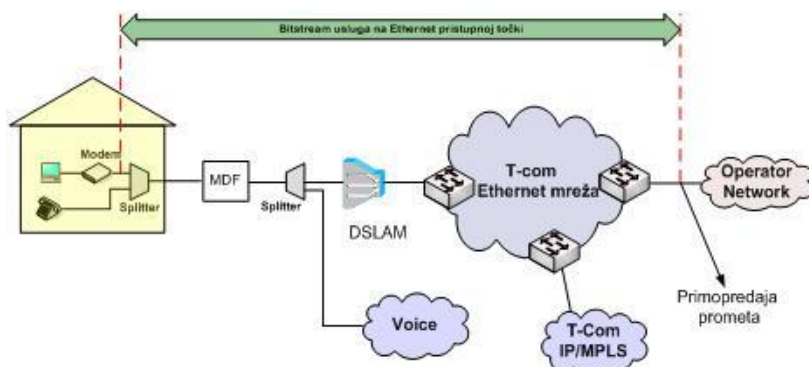 Bitstream usluga na Ethernet pristupnoj točki
Modem
Splitter
MDF
Splitter
DSLAM
T-com
Ethernet mreža
Operator
Network
Voice
T-Com
IP/MPLS
Primopredaja
prometa